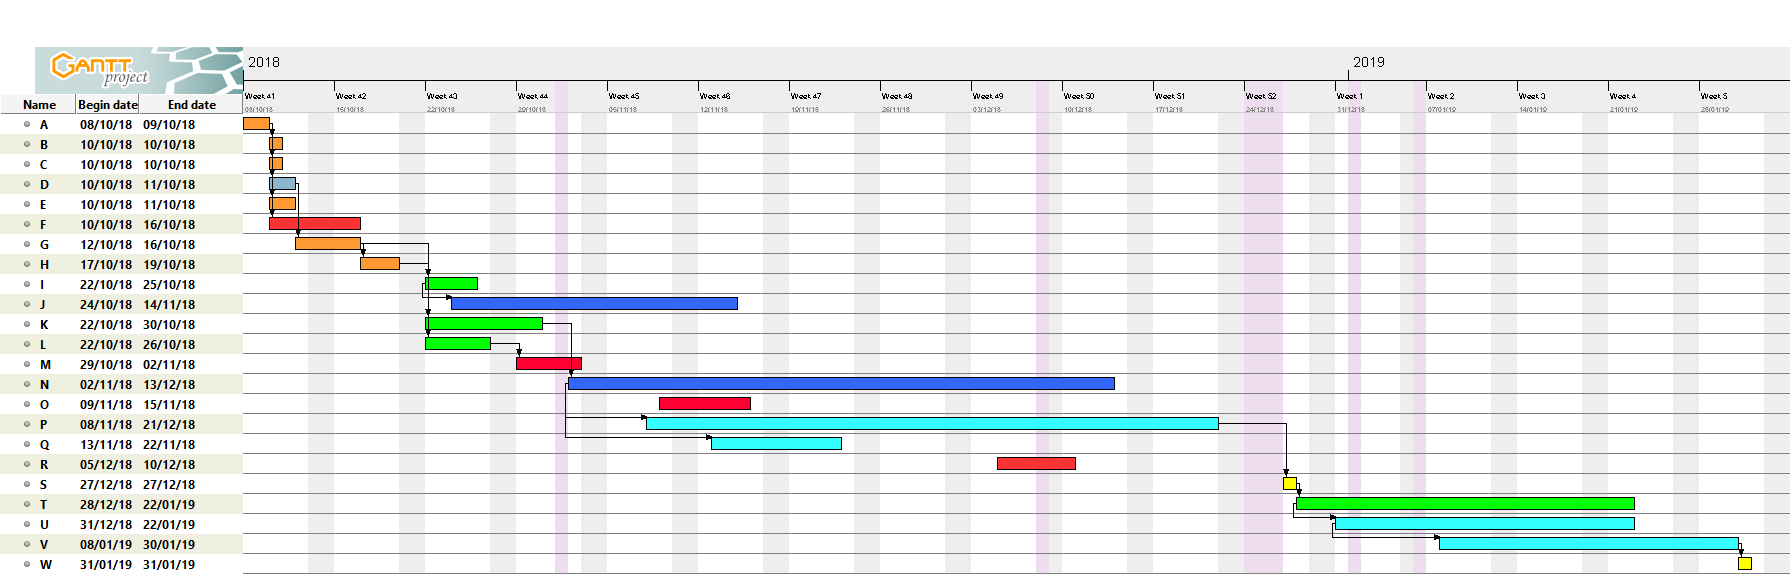 GANTT
project
2018
2019
Name Begin date End date
Week 41 Week 42 Week 43 Week 44 Week 45 Week 46 Week 47 Week 48 Week 49 Week 50 Week 51 Week 52 Week 1 Week 2 Week 3 Week 4 Week 5
08/10/18 15/10/18 22/10/18 29/10/18 05/11/18 12/11/18 19/11/18 26/11/18 03/12/18 10/12/18 17/12/18 24/12/18 31/12/18 07/01/19 14/01/19 21/01/19 28/01/19
A 08/10/18 09/10/18
B 10/10/18 10/10/18
C 10/10/18 10/10/18
D 10/10/18 11/10/18
E 10/10/18 11/10/18
F 10/10/18 16/10/18
G 12/10/18 16/10/18
H 17/10/18 19/10/18
I 22/10/18 25/10/18
J 24/10/18 14/11/18
K 22/10/18 30/10/18
L 22/10/18 26/10/18
M 29/10/18 02/11/18
N 02/11/18 13/12/18
O 09/11/18 15/11/18
P 08/11/18 21/12/18
Q 13/11/18 22/11/18
R 05/12/18 10/12/18
S 27/12/18 27/12/18
T 28/12/18 22/01/19
U 31/12/18 22/01/19
V 08/01/19 30/01/19
W 31/01/19 31/01/19